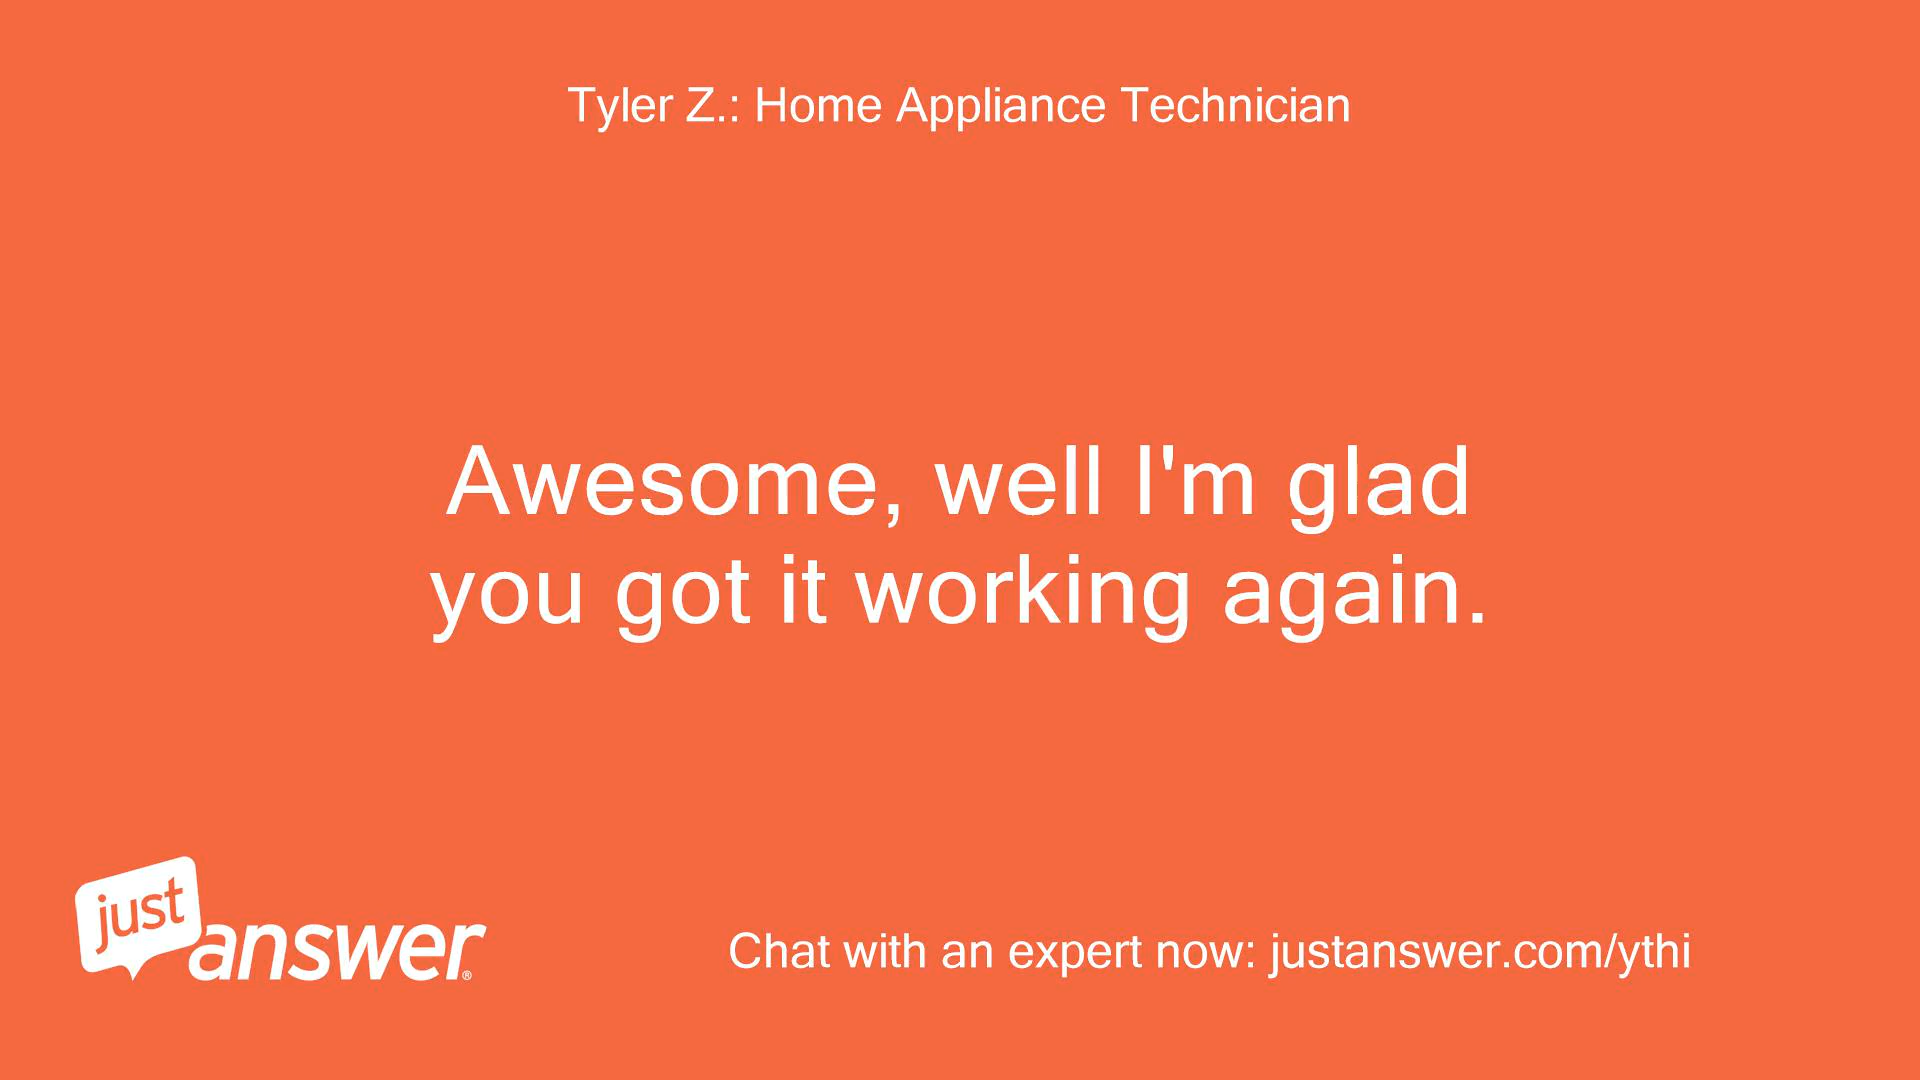 Tyler Z.: Home Appliance Technician
Awesome, well I'm glad
you got it working again.
just
answer®
Chat with an expert now: justanswer.com/ythi